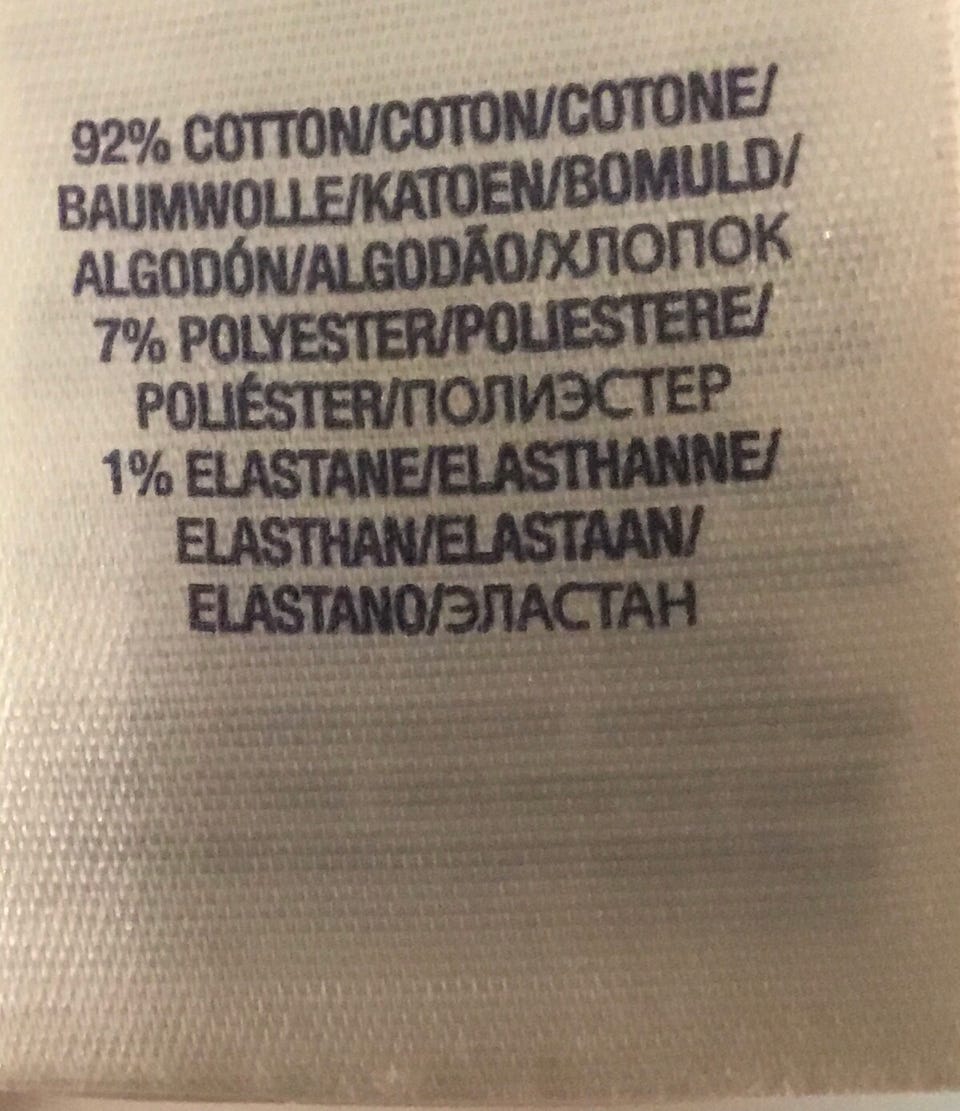 92% COTTON/COTON/COTONE/
BAUMWOLLE/KATOEN/BOMULD/
ALGODÓN/ALGODÃO/ХЛОПОК
7% POLYESTER/POLIESTERE/
POLIÉSTER/ПОЛИЭСТЕР
1% ELASTANE/ELASTHANNE/
ELASTHAN/ELASTAAN/
ELASTANO/ЭЛАСТАН